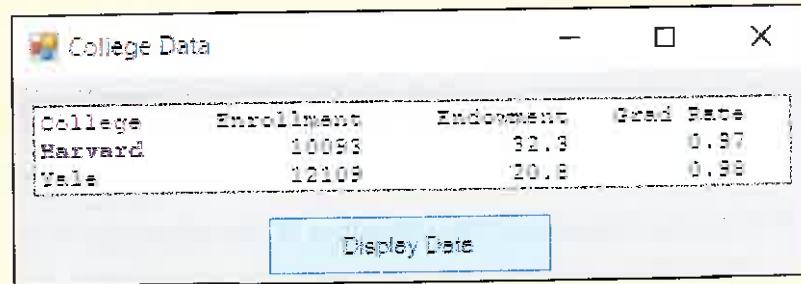 College Data
College Enrollment Endowment Grad Rate
Harvard 32.3 0.97
Yale 12109 20.8 0.98
Display Data